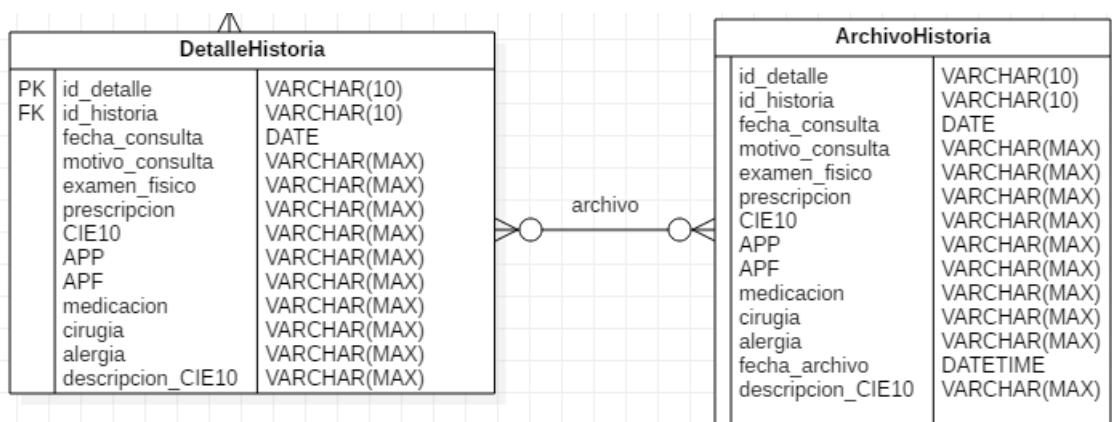 DetalleHistoria
PK id_detalle VARCHAR(10)
FK id_historia VARCHAR(10)
fecha_consulta DATE
motivo_consulta VARCHAR(MAX)
examen_fisico VARCHAR(MAX)
prescripcion VARCHAR(MAX)
CIE10 VARCHAR(MAX)
APP VARCHAR(MAX)
APF VARCHAR(MAX)
medicacion VARCHAR(MAX)
cirugia VARCHAR(MAX)
alergia VARCHAR(MAX)
descripcion_CIE10 VARCHAR(MAX)
archivo
ArchivoHistoria
id_detalle VARCHAR(10)
id_historia VARCHAR(10)
fecha_consulta DATE
motivo_consulta VARCHAR(MAX)
examen_fisico VARCHAR(MAX)
prescripcion VARCHAR(MAX)
CIE10 VARCHAR(MAX)
APP VARCHAR(MAX)
APF VARCHAR(MAX)
medicacion VARCHAR(MAX)
cirugia VARCHAR(MAX)
alergia VARCHAR(MAX)
fecha_archivo DATETIME
descripcion_CIE10 VARCHAR(MAX)